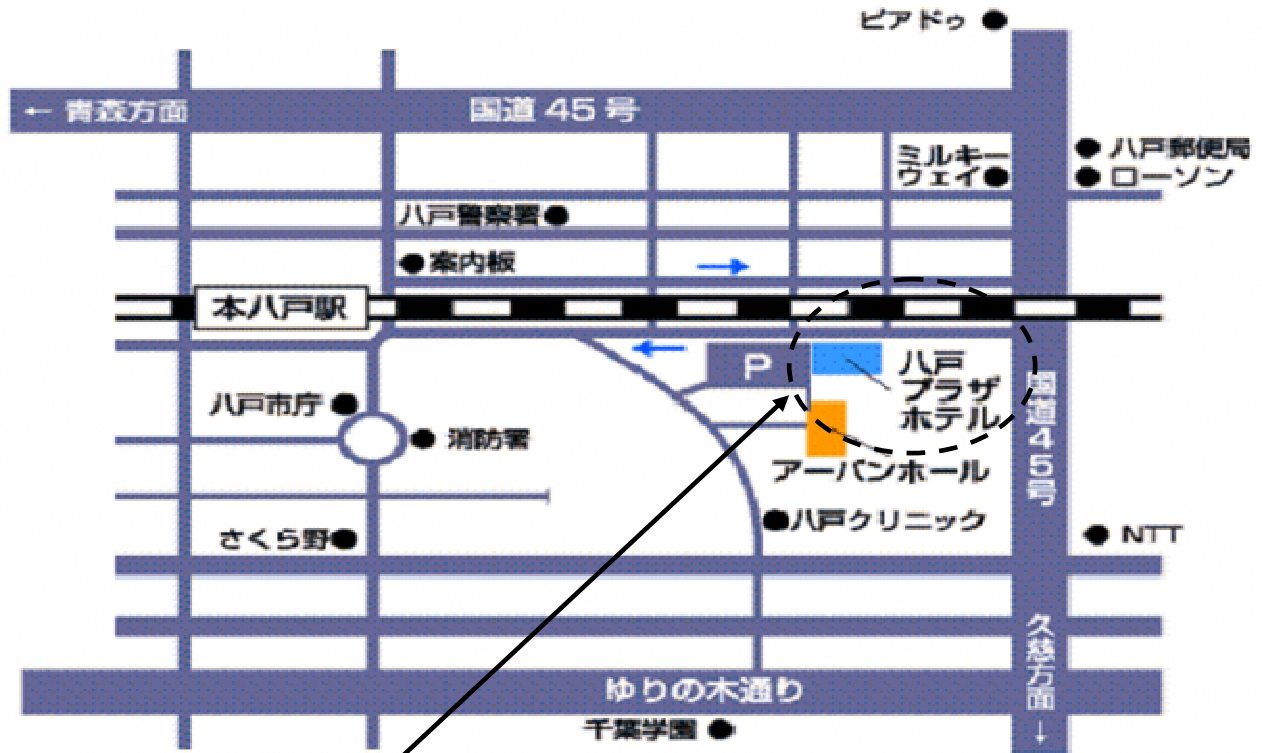 ピアドゥ
← 青森方面
国道 45 号
ミルキー
ウェイ
八戸郵便局
ローソン
八戸警察署
案内板
本八戸駅
P
八戸
プラザ
ホテル
国道45号
八戸市庁
消防署
アーバンホール
八戸クリニック
さくら野
NTT
久慈方面↓
ゆりの木通り
千葉学園